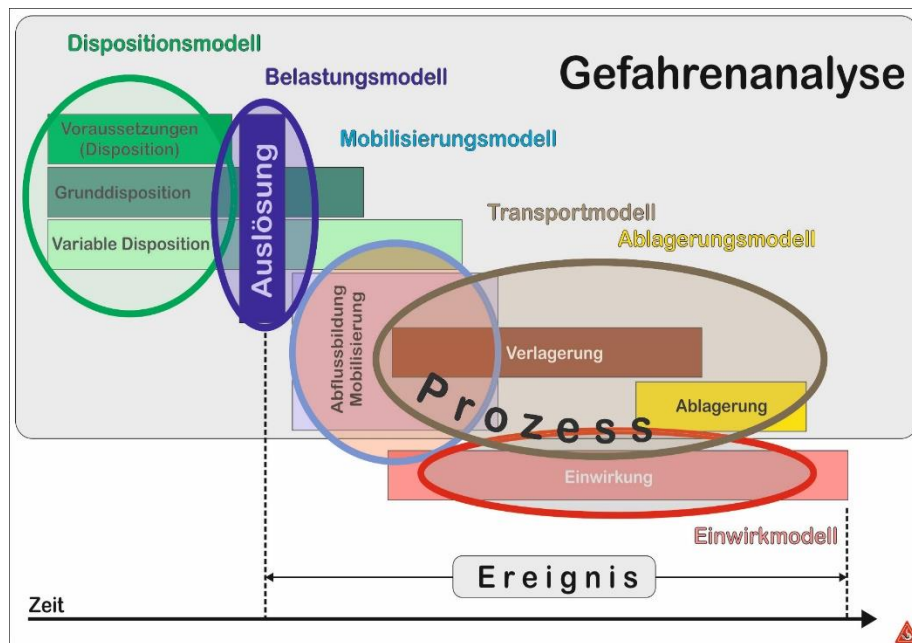 Dispositionsmodell
Gefahrenanalyse
Belastungsmodell
Voraussetzungen
(Disposition)
Mobilisierungsmodell
Grunddisposition
Auslösung
Transportmodell
Variable Disposition
Ablagerungsmodell
Abflussbildung
Mobilisierung
Verlagerung
Prozess
Ablagerung
Einwirkung
Einwirkmodell
Ereignis
Zeit